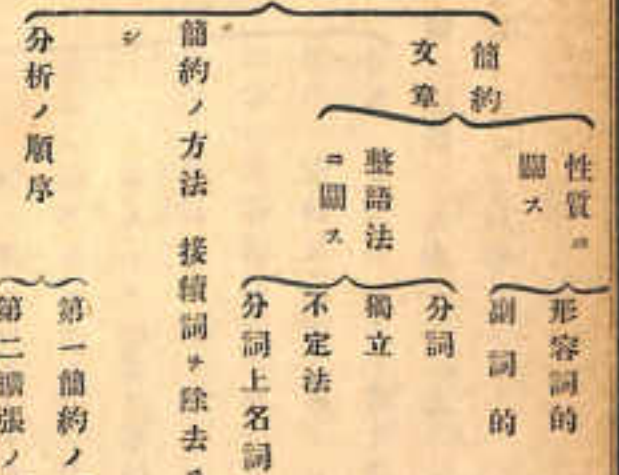 簡約
文章
性質ニ
關ス
形容詞的
副詞的
整語法
ニ關ス
分詞
獨立
不定法
分詞上名詞
簡約ノ方法 接續詞ヲ除去
シ
分析ノ順序
第一簡約ノ
第二擴張ノ